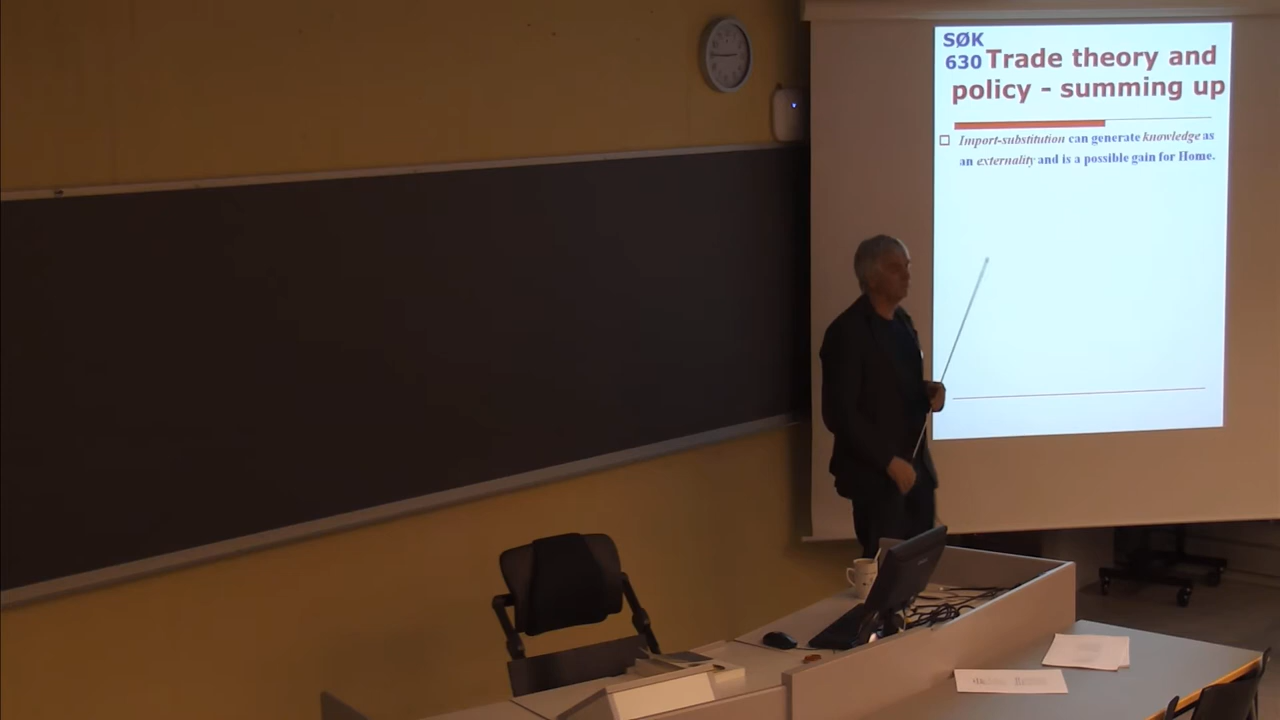 SØK
630 Trade theory and
policy - summing up
Import-substitution can generate knowledge as
an externality and is a possible gain for Home.